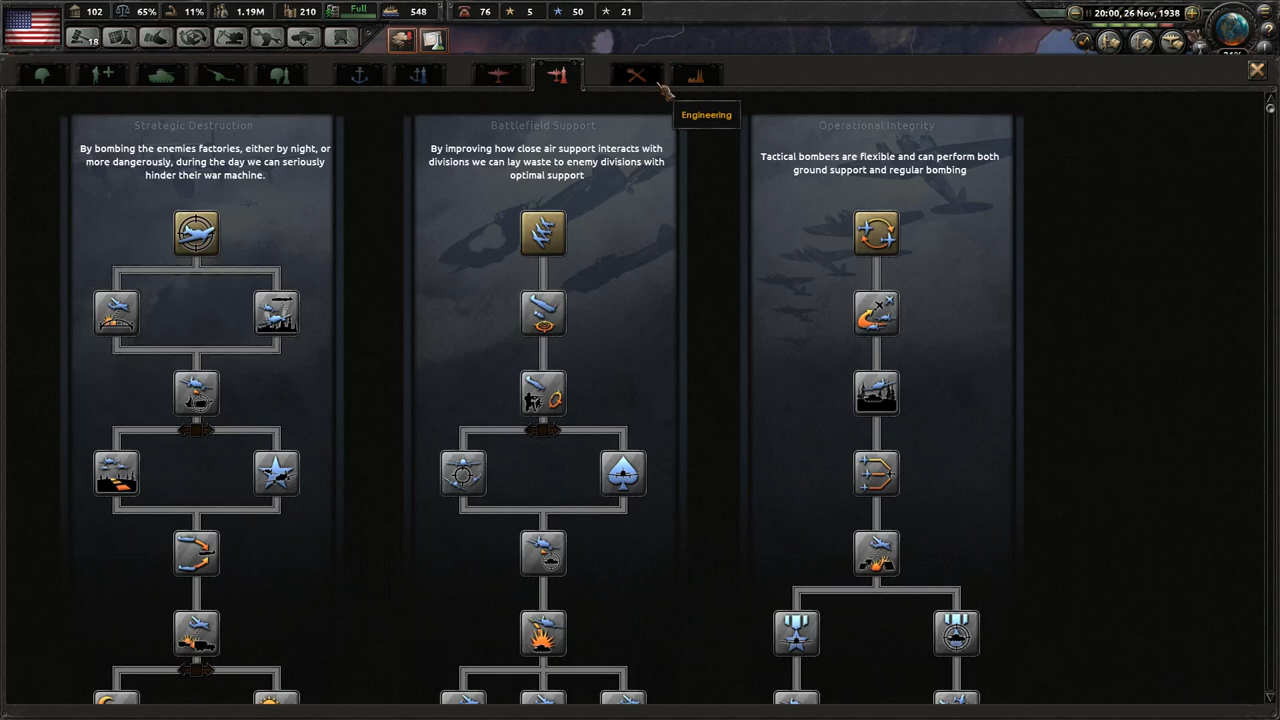 102 65% 11% 1.19M 210 Full 548 76 5 50 21 20:00, 26 Nov, 1938
18
Engineering
Strategic Destruction
By bombing the enemies factories, either by night, or
more dangerously, during the day we can seriously
hinder their war machine.
Battlefield Support
By improving how close air support interacts with
divisions we can lay waste to enemy divisions with
optimal support
Operational Integrity
Tactical bombers are flexible and can perform both
ground support and regular bombing